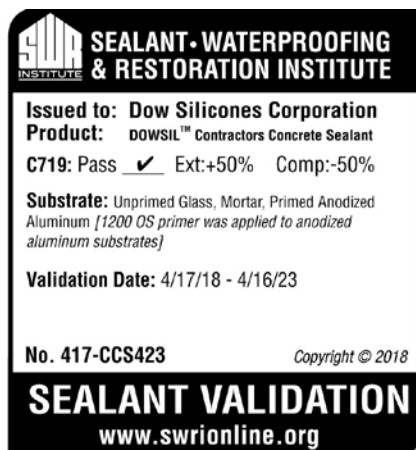 SWR
INSTITUTE
SEALANT • WATERPROOFING
& RESTORATION INSTITUTE
Issued to: Dow Silicones Corporation
Product: DOWSIL™ Contractors Concrete Sealant
C719: Pass ✔ Ext:+50% Comp:-50%
Substrate: Unprimed Glass, Mortar, Primed Anodized
Aluminum [1200 OS primer was applied to anodized
aluminum substrates]
Validation Date: 4/17/18 - 4/16/23
No. 417-CCS423 Copyright © 2018
SEALANT VALIDATION
www.swrionline.org